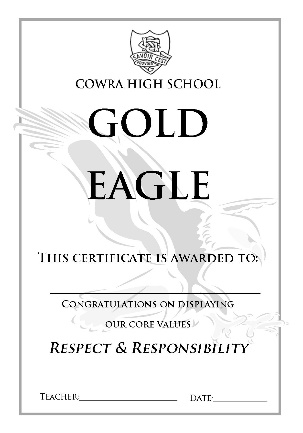 COWRA HIGH SCHOOL
GOLD
EAGLE
THIS CERTIFICATE IS AWARDED TO:
CONGRATULATIONS ON DISPLAYING
OUR CORE VALUES
RESPECT & RESPONSIBILITY
TEACHER: DATE: